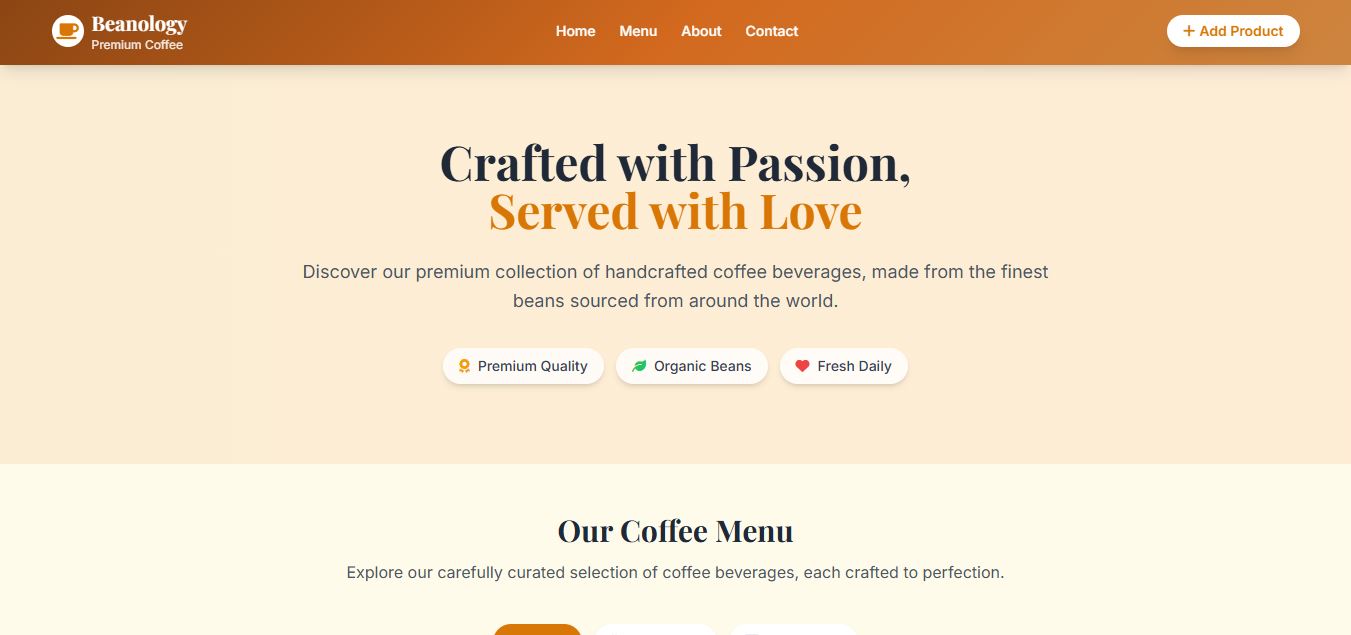 Beanology
Premium Coffee
Home
Menu
About
Contact
Add Product
Crafted with Passion,
Served with Love
Discover our premium collection of handcrafted coffee beverages, made from the finest
beans sourced from around the world.
Premium Quality
Organic Beans
Fresh Daily
Our Coffee Menu
Explore our carefully curated selection of coffee beverages, each crafted to perfection.